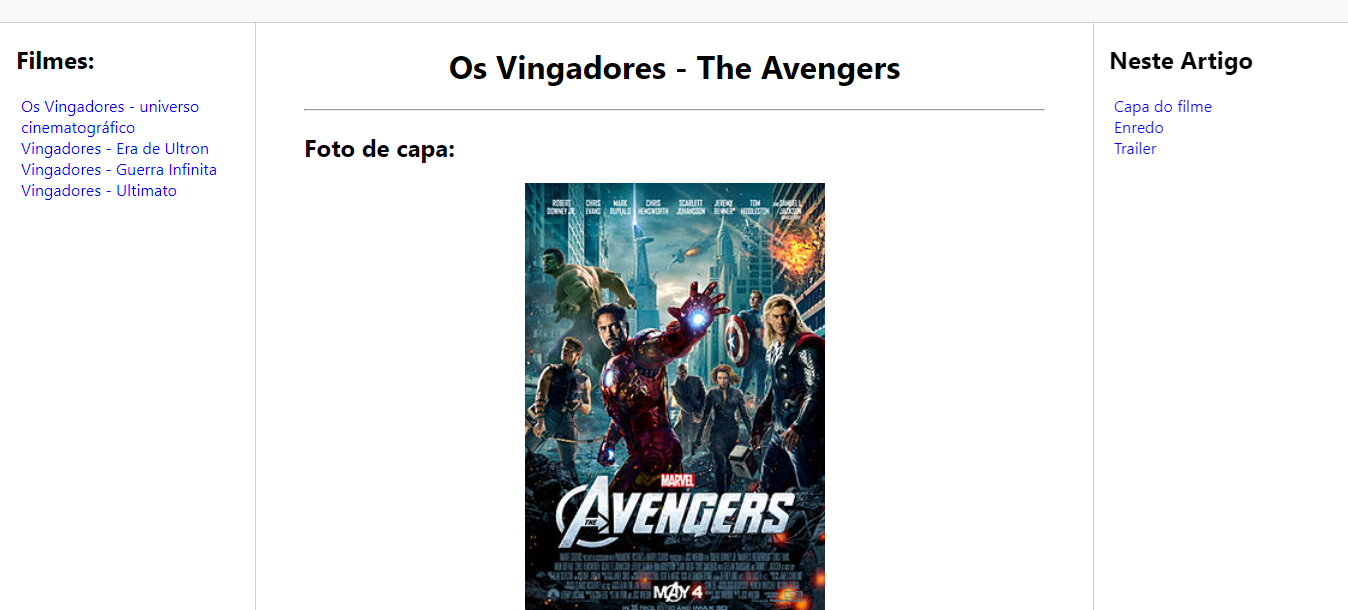 Filmes:
Os Vingadores - universo
cinematográfico
Vingadores - Era de Ultron
Vingadores - Guerra Infinita
Vingadores - Ultimato
Os Vingadores - The Avengers
Foto de capa:
ROBERT DOWNEY JR.
CHRIS EVANS
MARK RUFFALO
CHRIS HEMSWORTH
SCARLETT JOHANSSON
JEREMY RENNER
TOM HIDDLESTON
AND SAMUEL L. JACKSON
MARVEL
THE AVENGERS
MAY 4
Neste Artigo
Capa do filme
Enredo
Trailer